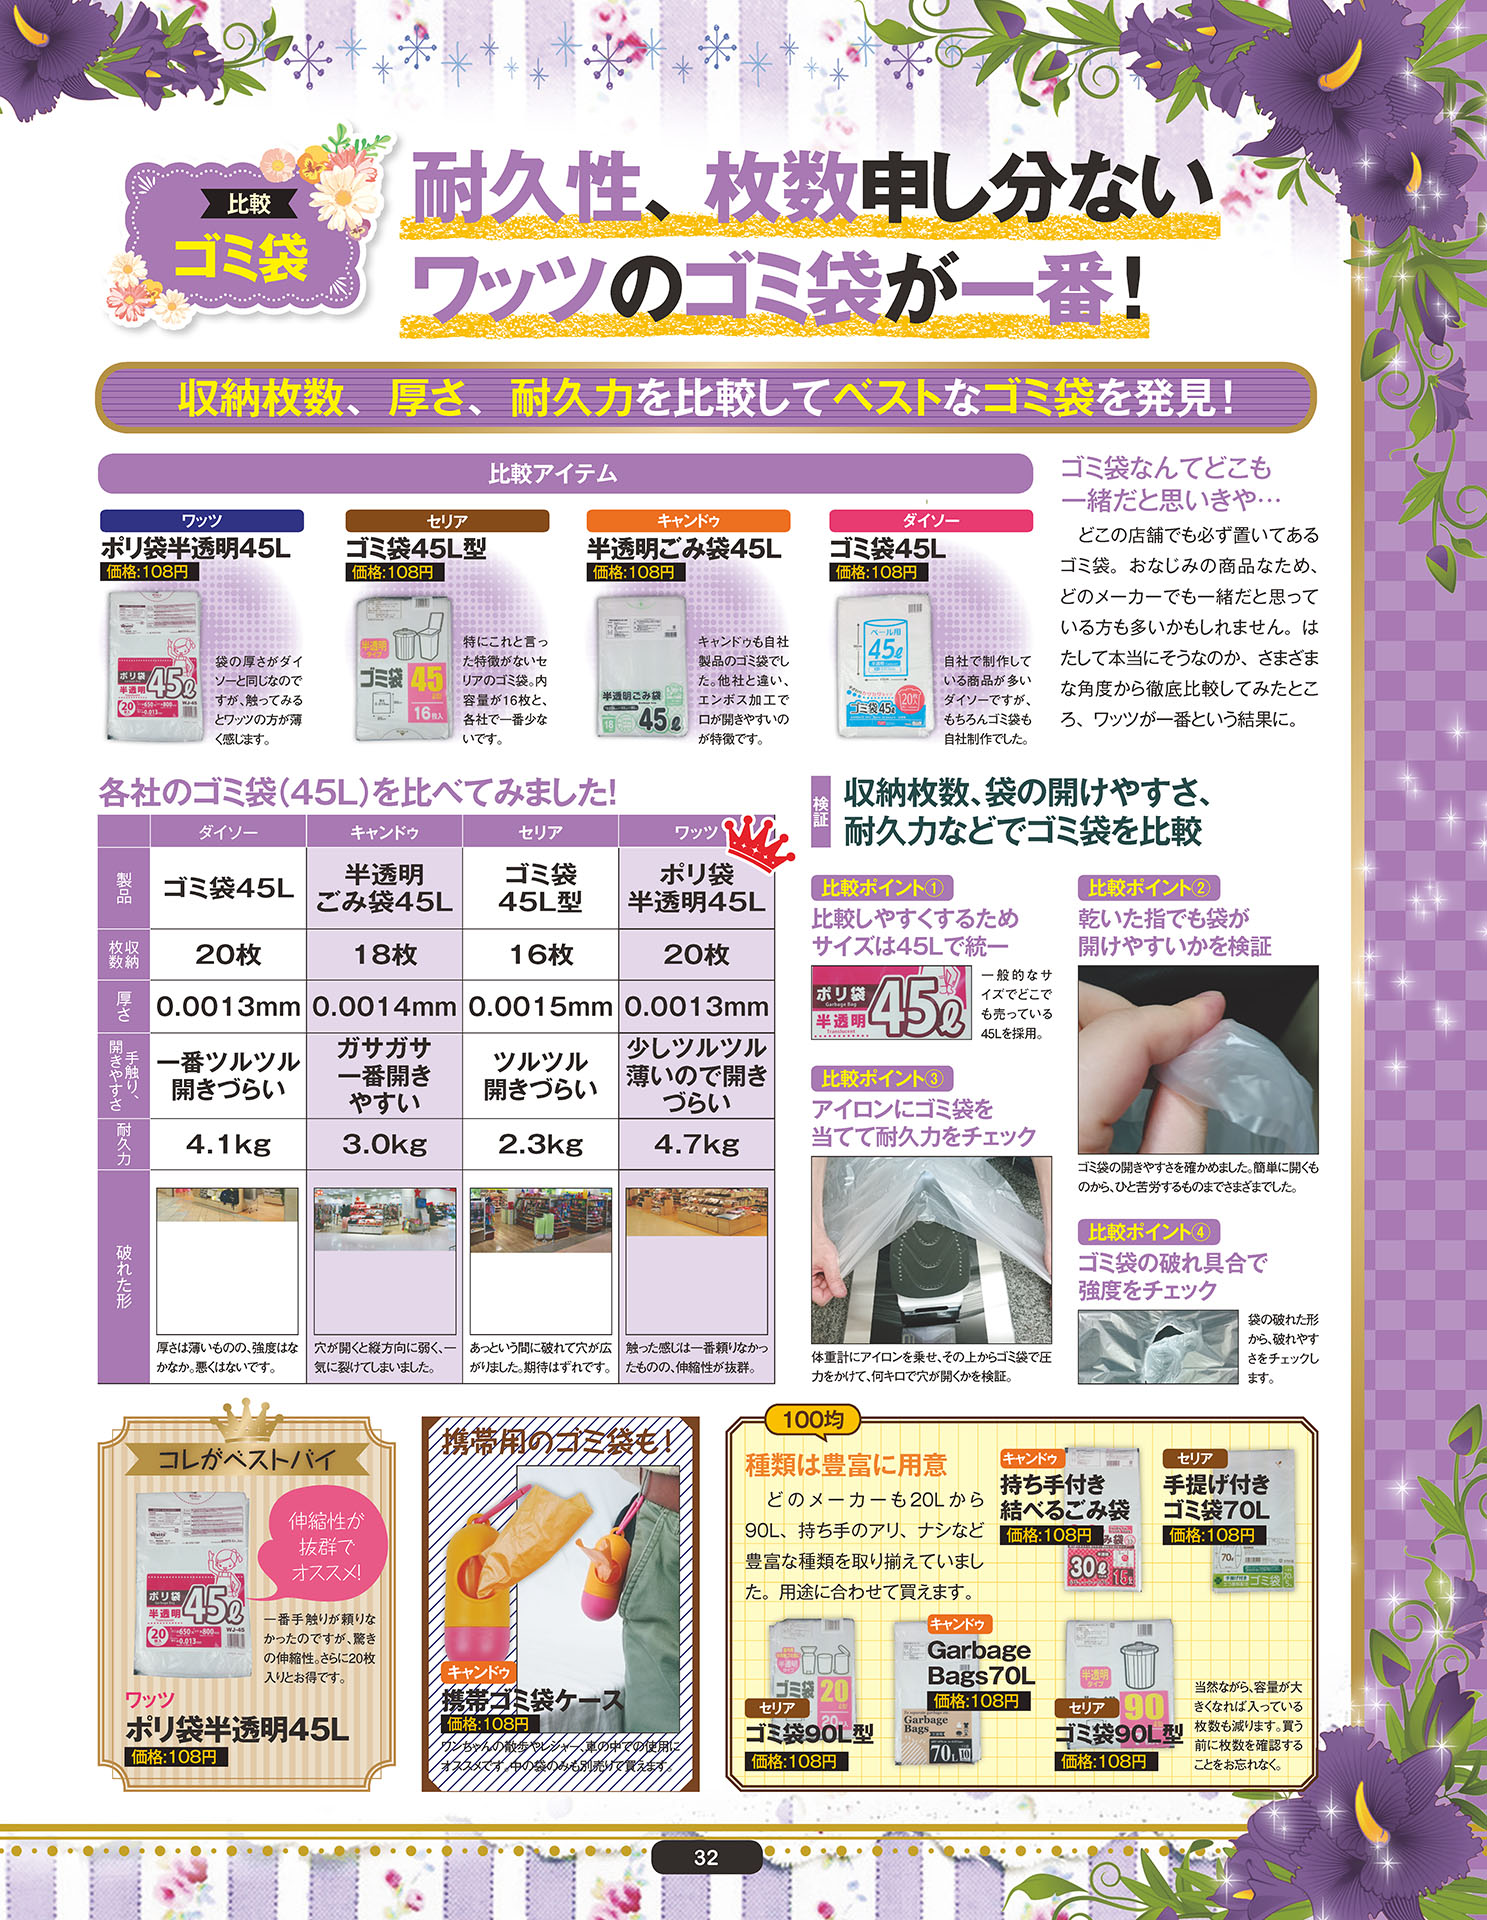 比較
ゴミ袋
耐久性、枚数申し分ない
ワッツのゴミ袋が一番！
収納枚数、厚さ、耐久力を比較してベストなゴミ袋を発見！
比較アイテム
ワッツ
ポリ袋半透明45L
価格:108円
袋の厚さがダイ
ソーと同じなので
すが、触ってみる
とワッツの方が薄
く感じます。
セリア
ゴミ袋45L型
価格:108円
特にこれと言っ
た特徴がないセ
リアのゴミ袋。内
容量が16枚と、
各社で一番少な
いです。
キャンドゥ
半透明ごみ袋45L
価格:108円
キャンドゥも自社
製品のゴミ袋でし
た。他社と違い、
エンボス加工で
口が開きやすいの
が特徴です。
ダイソー
ゴミ袋45L
価格:108円
自社で制作して
いる商品が多い
ダイソーですが、
もちろんゴミ袋も
自社制作でした。
ゴミ袋なんてどこも
一緒だと思いきや…
どこの店舗でも必ず置いてある
ゴミ袋。おなじみの商品なため、
どのメーカーでも一緒だと思って
いる方も多いかもしれません。は
たして本当にそうなのか、さまざま
な角度から徹底比較してみたとこ
ろ、ワッツが一番という結果に。
各社のゴミ袋（45L）を比べてみました！
ダイソー キャンドゥ セリア ワッツ
製品
ゴミ袋45L
半透明
ごみ袋45L
ゴミ袋
45L型
ポリ袋
半透明45L
収納
枚数
20枚 18枚 16枚 20枚
厚さ
0.0013mm 0.0014mm 0.0015mm 0.0013mm
手触り、
開きやすさ
一番ツルツル
開きづらい
ガサガサ
一番開き
やすい
ツルツル
開きづらい
少しツルツル
薄いので開き
づらい
耐久力
4.1kg 3.0kg 2.3kg 4.7kg
破れた形
厚さは薄いものの、強度はな
かなか。悪くはないです。
穴が開くと縦方向に弱く、一
気に裂けてしまいました。
あっという間に破れて穴が広
がりました。期待はずれです。
触った感じは一番頼りなかっ
たものの、伸縮性が抜群。
検証
収納枚数、袋の開けやすさ、
耐久力などでゴミ袋を比較
比較ポイント①
比較しやすくするため
サイズは45Lで統一
ポリ袋
Garbage Bag
半透明
Translucent
45ℓ
一般的なサ
イズでどこで
も売っている
45Lを採用。
比較ポイント②
乾いた指でも袋が
開けやすいかを検証
ゴミ袋の開きやすさを確かめました。簡単に開くも
のから、ひと苦労するものまでさまざまでした。
比較ポイント③
アイロンにゴミ袋を
当てて耐久力をチェック
体重計にアイロンを乗せ、その上からゴミ袋で圧
力をかけて、何キロで穴が開くかを検証。
比較ポイント④
ゴミ袋の破れ具合で
強度をチェック
袋の破れた形
から、破れやす
さをチェックし
ます。
コレがベストバイ
伸縮性が
抜群で
オススメ!
一番手触りが頼りな
かったのですが、驚き
の伸縮性。さらに20枚
入りとお得です。
ワッツ
ポリ袋半透明45L
価格:108円
携帯用のゴミ袋も！
キャンドゥ
携帯ゴミ袋ケース
価格:108円
ワンちゃんの散歩やレジャー、車の中での使用に
オススメです。中の袋のみも別売りで買えます。
100均
種類は豊富に用意
どのメーカーも20Lから
90L、持ち手のアリ、ナシなど
豊富な種類を取り揃えていまし
た。用途に合わせて買えます。
キャンドゥ
持ち手付き
結べるごみ袋
価格:108円
セリア
手提げ付き
ゴミ袋70L
価格:108円
セリア
ゴミ袋90L型
価格:108円
キャンドゥ
Garbage
Bags70L
価格:108円
セリア
ゴミ袋90L型
価格:108円
当然ながら、容量が大
きくなれば入っている
枚数も減ります。買う
前に枚数を確認する
ことをお忘れなく。
32